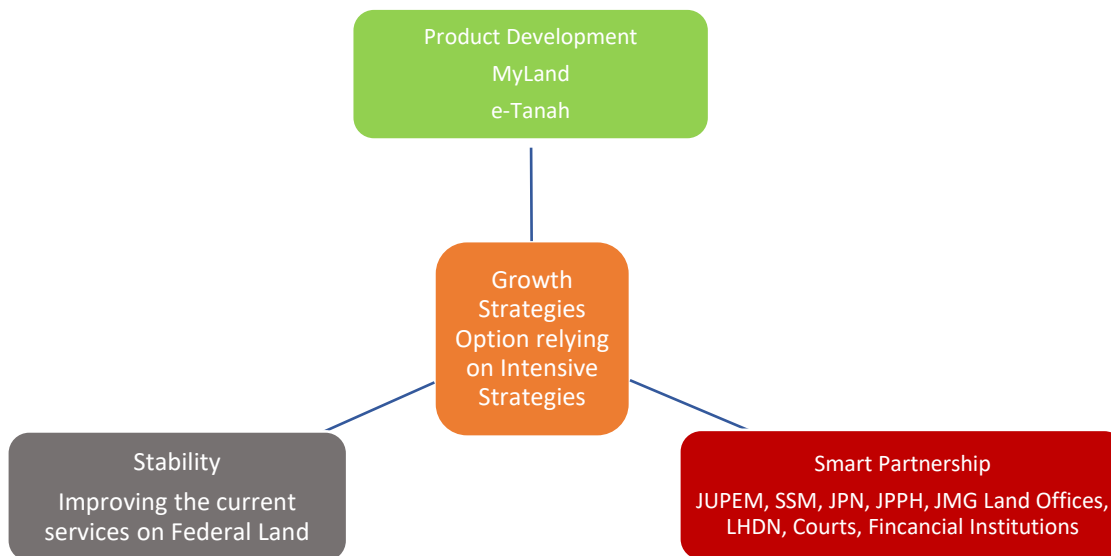 Product Development
MyLand
e-Tanah
Growth
Strategies
Option relying
on Intensive
Strategies
Stability
Improving the current
services on Federal Land
Smart Partnership
JUPEM, SSM, JPN, JPPH, JMG Land Offices,
LHDN, Courts, Fincancial Institutions